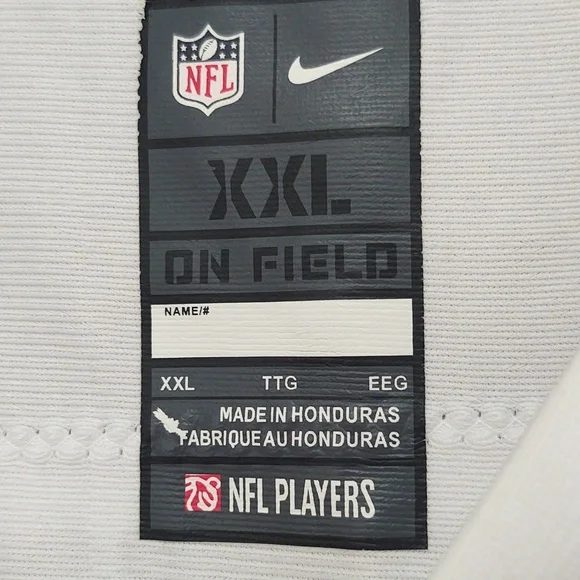 NFL
XXL
ON FIELD
NAME/#
XXL TTG EEG
MADE IN HONDURAS
FABRIQUE AU HONDURAS
NFL PLAYERS